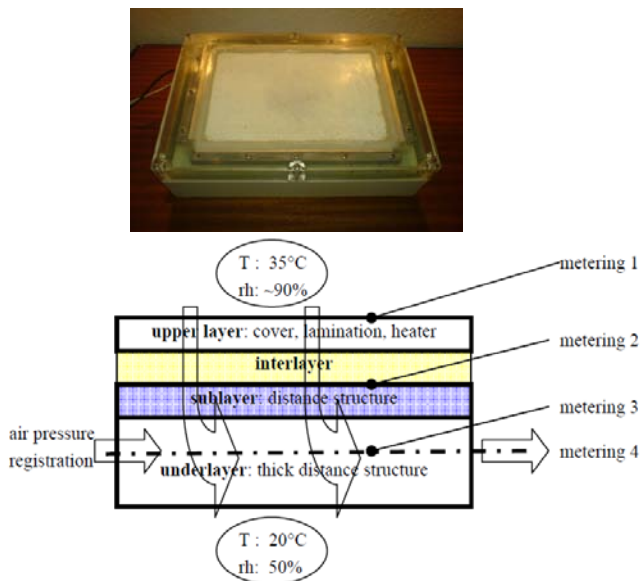 T : 35°C
rh: ~90%
metering 1
upper layer: cover, lamination, heater
metering 2
interlayer
sublayer: distance structure
metering 3
air pressure
registration
underlayer: thick distance structure
metering 4
T : 20°C
rh: 50%